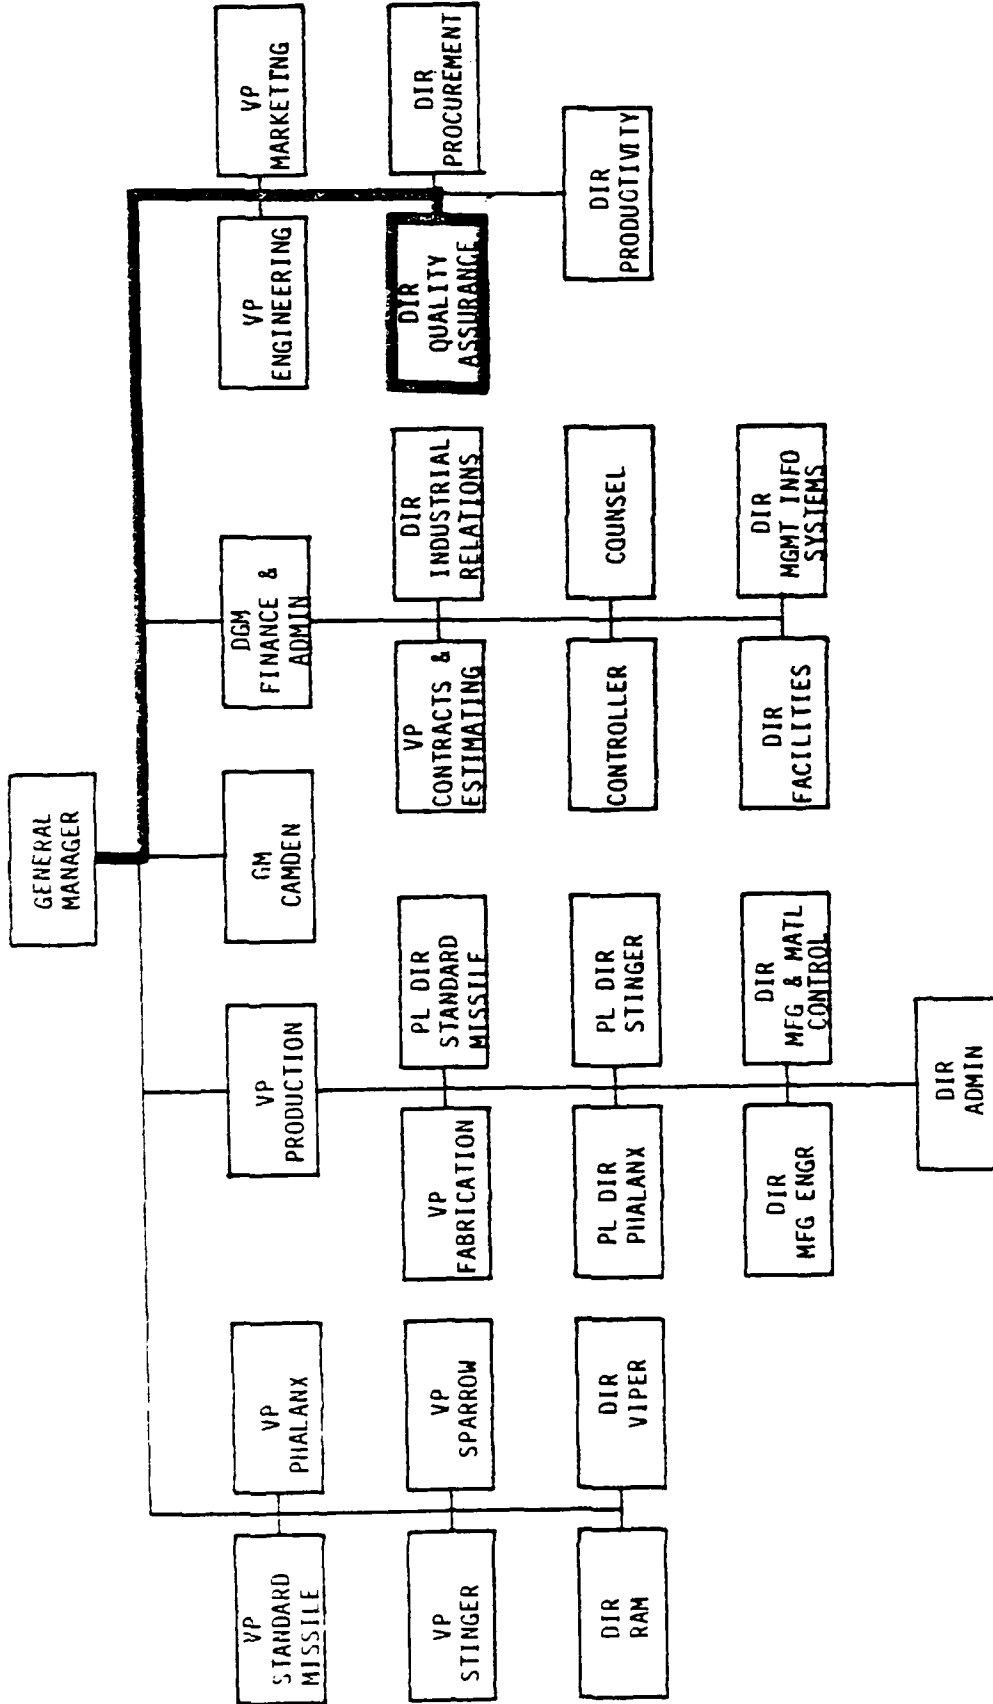 GENERAL
MANAGER
VP
STANDARD
MISSILE
VP
PHALANX
VP
STINGER
VP
SPARROW
DIR
RAM
DIR
VIPER
VP
PRODUCTION
VP
FABRICATION
PL DIR
STANDARD
MISSILE
PL DIR
PHALANX
PL DIR
STINGER
DIR
MFG ENGR
DIR
MFG & MATL
CONTROL
DIR
ADMIN
GM
CAMDEN
DGM
FINANCE &
ADMIN
VP
CONTRACTS &
ESTIMATING
DIR
INDUSTRIAL
RELATIONS
CONTROLLER
COUNSEL
DIR
FACILITIES
DIR
MGMT INFO
SYSTEMS
VP
ENGINEERING
VP
MARKETING
DIR
QUALITY
ASSURANCE
DIR
PROCUREMENT
DIR
PRODUCTIVITY